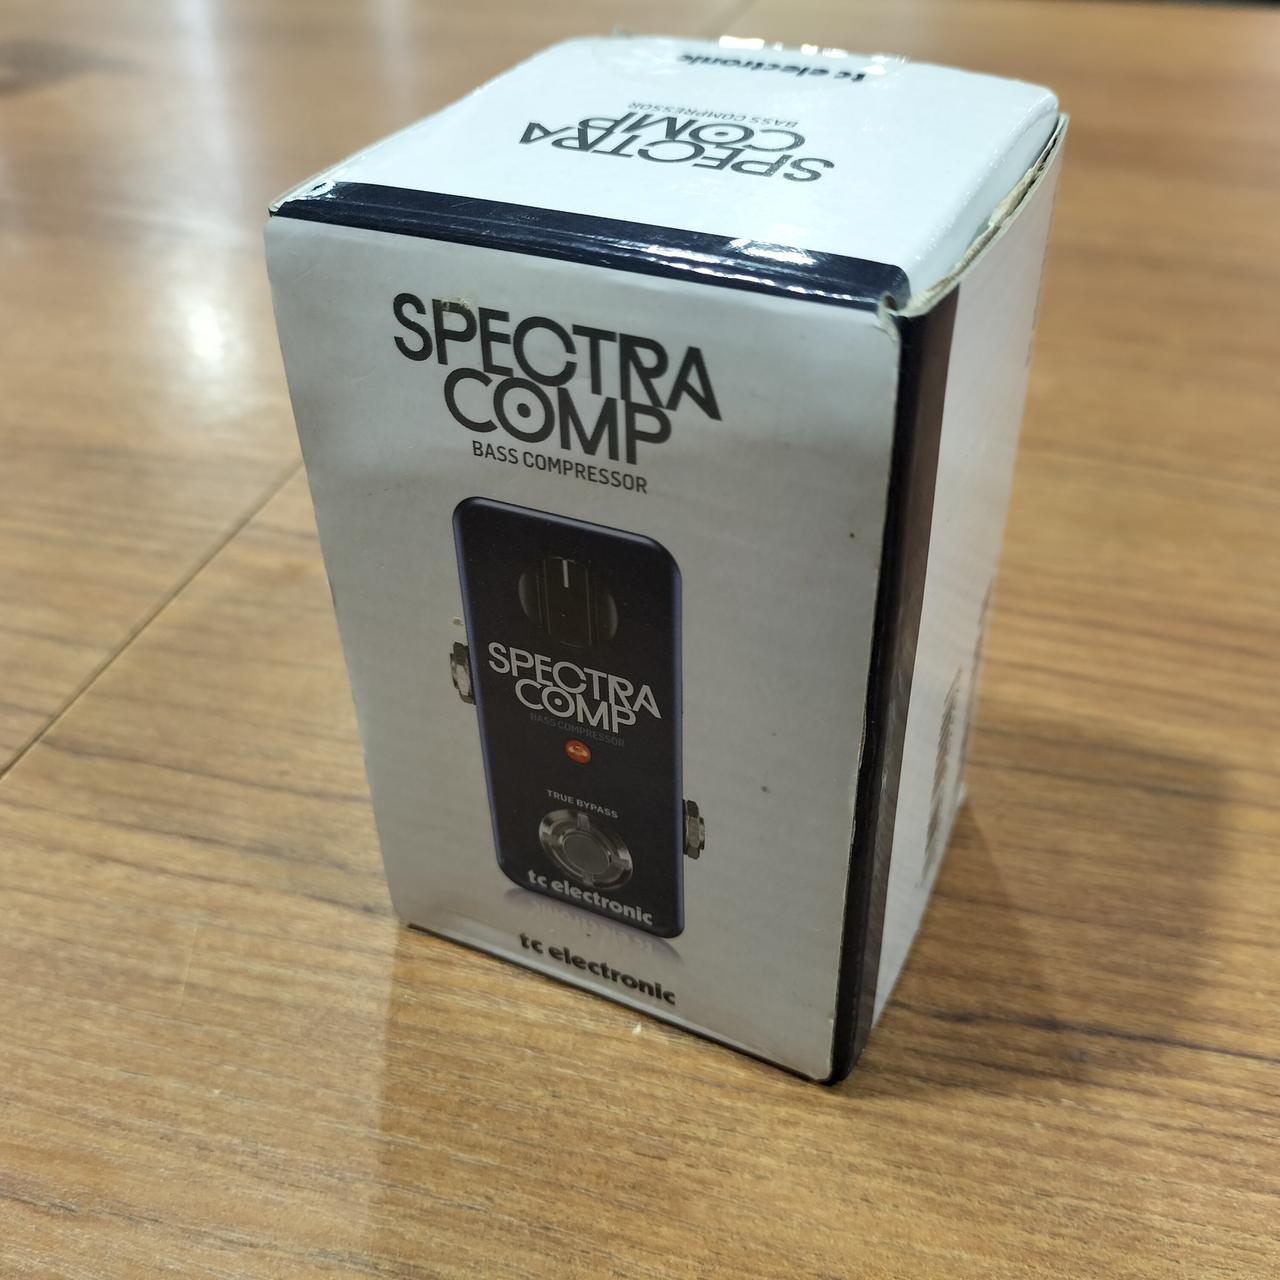 tc electronic
SPECTRA
COMP
BASS COMPRESSOR
SPECTRA
COMP
BASS COMPRESSOR
SPECTRA
COMP
BASS COMPRESSOR
TRUE BYPASS
tc electronic
tc electronic